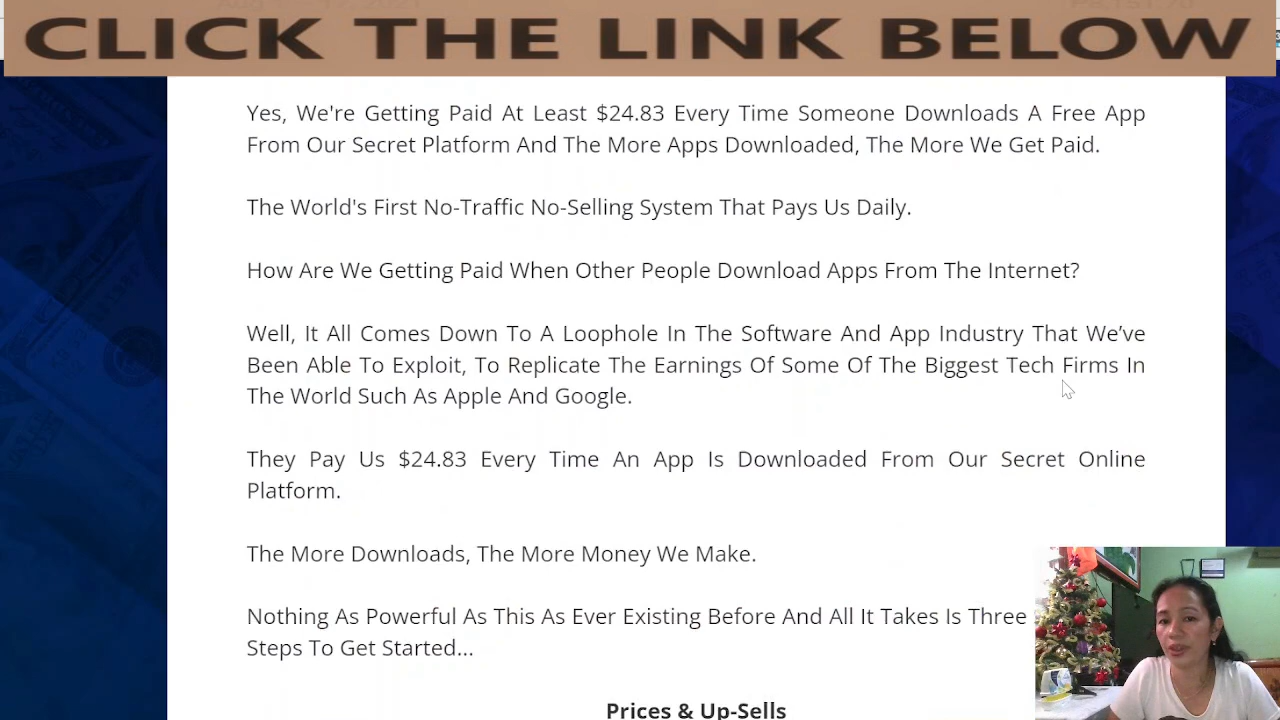 CLICK THE LINK BELOW
Yes, We're Getting Paid At Least $24.83 Every Time Someone Downloads A Free App
From Our Secret Platform And The More Apps Downloaded, The More We Get Paid.
The World's First No-Traffic No-Selling System That Pays Us Daily.
How Are We Getting Paid When Other People Download Apps From The Internet?
Well, It All Comes Down To A Loophole In The Software And App Industry That We’ve
Been Able To Exploit, To Replicate The Earnings Of Some Of The Biggest Tech Firms In
The World Such As Apple And Google.
They Pay Us $24.83 Every Time An App Is Downloaded From Our Secret Online
Platform.
The More Downloads, The More Money We Make.
Nothing As Powerful As This As Ever Existing Before And All It Takes Is Three
Steps To Get Started...
Prices & Up-Sells